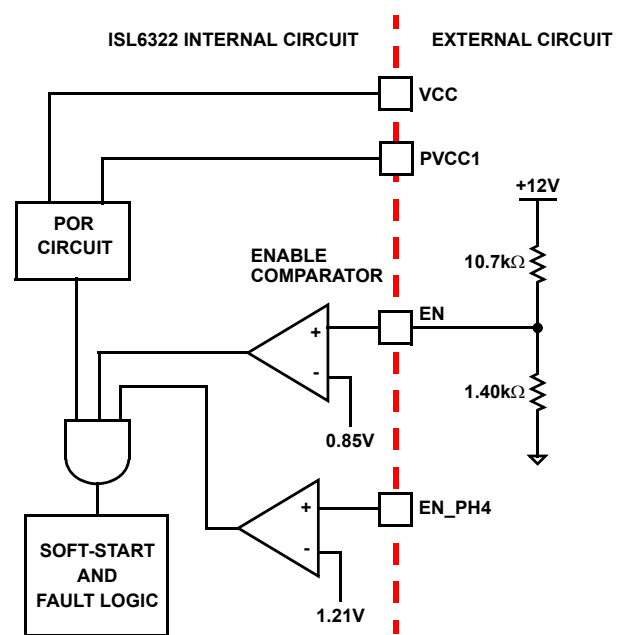 ISL6322 INTERNAL CIRCUIT
EXTERNAL CIRCUIT
VCC
PVCC1
+12V
POR
CIRCUIT
ENABLE
COMPARATOR
10.7kΩ
EN
+
-
1.40kΩ
0.85V
EN_PH4
+
-
SOFT-START
AND
FAULT LOGIC
1.21V